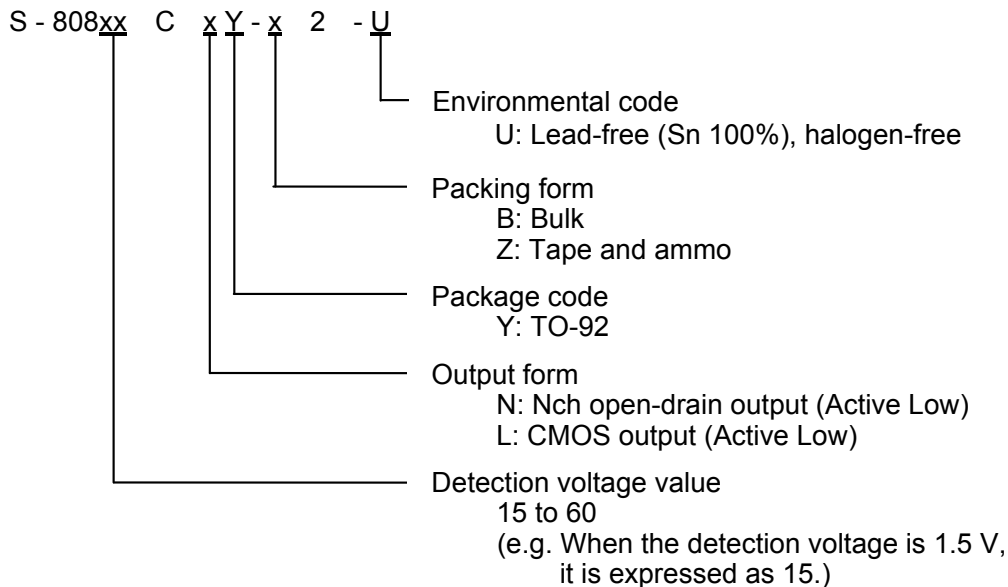 S - 808xx C x Y - x 2 - U
Environmental code
U: Lead-free (Sn 100%), halogen-free
Packing form
B: Bulk
Z: Tape and ammo
Package code
Y: TO-92
Output form
N: Nch open-drain output (Active Low)
L: CMOS output (Active Low)
Detection voltage value
15 to 60
(e.g. When the detection voltage is 1.5 V,
it is expressed as 15.)